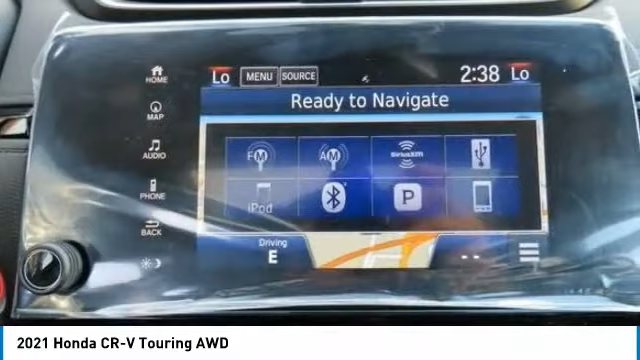 HOME
MAP
AUDIO
PHONE
BACK
Lo MENU SOURCE 2:38 Lo
Ready to Navigate
FM AM SiriusXM
iPod P
Driving
E --
2021 Honda CR-V Touring AWD